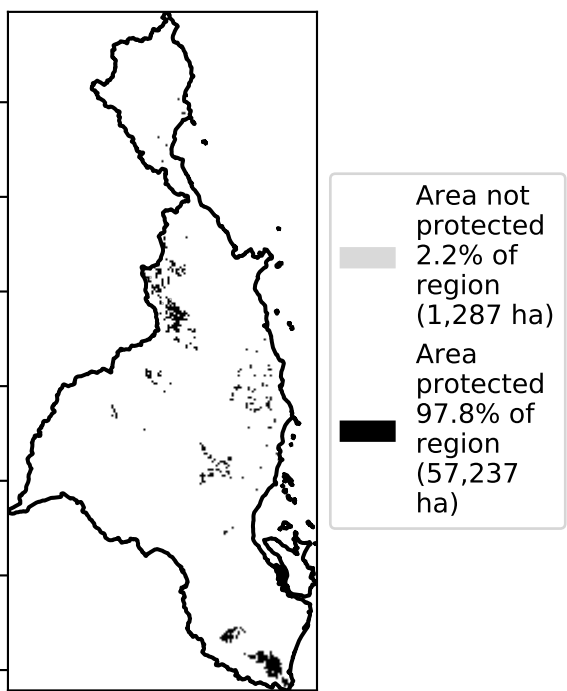 Area not
protected
2.2% of
region
(1,287 ha)
Area
protected
97.8% of
region
(57,237
ha)